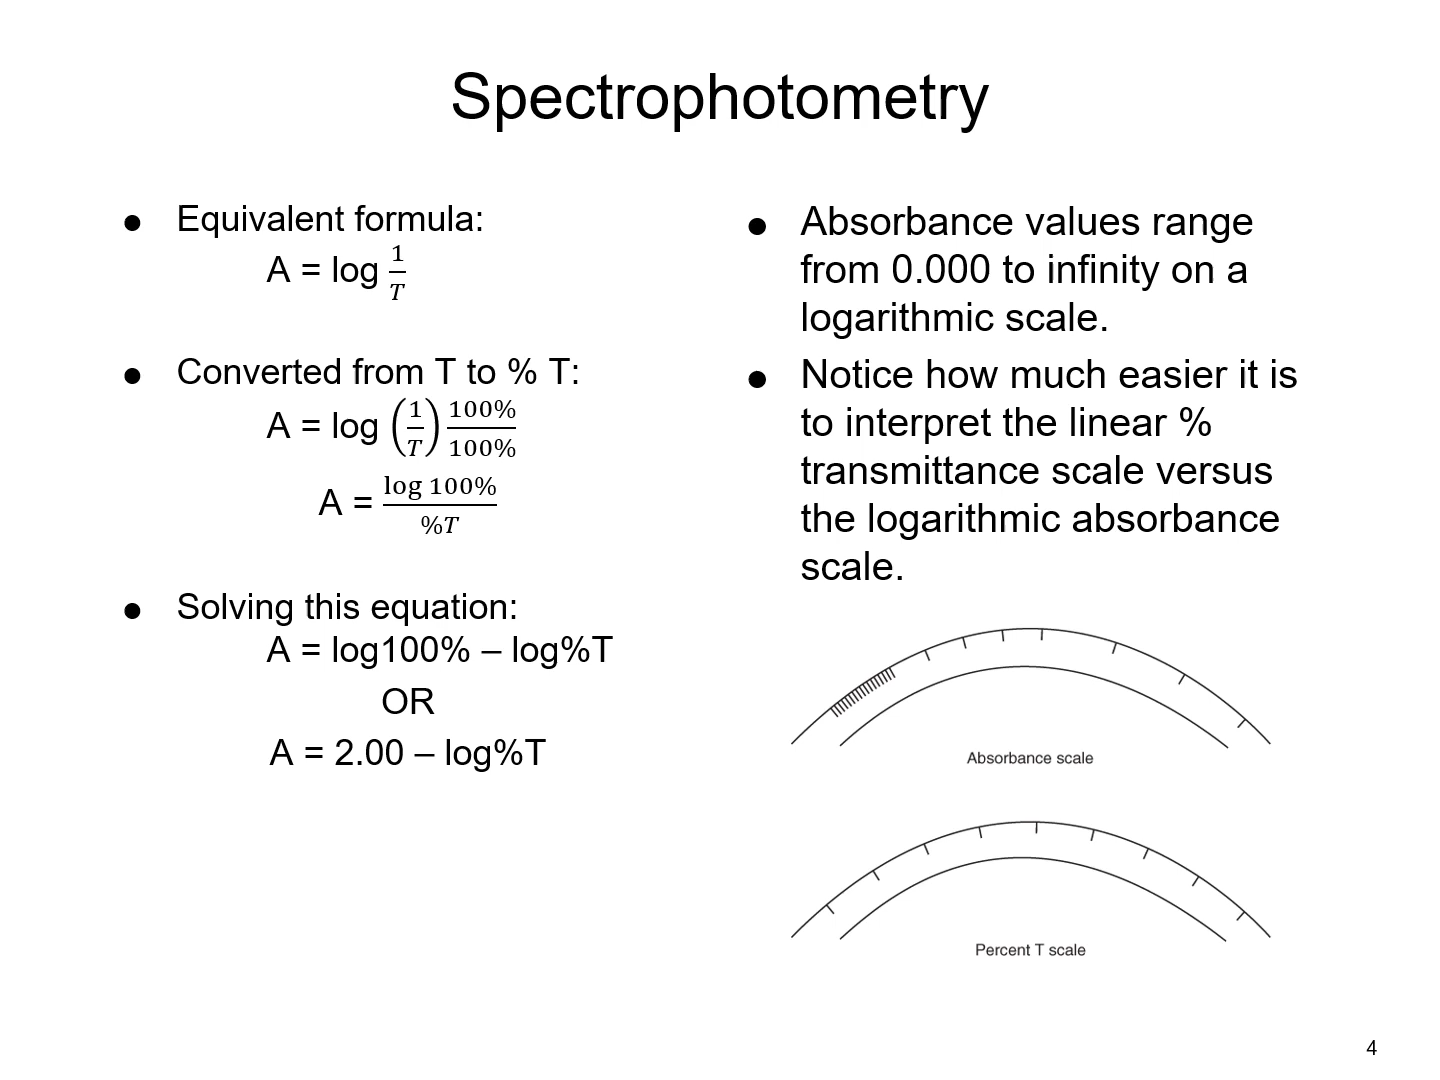 Spectrophotometry
● Equivalent formula:
A = log 1/T
● Converted from T to % T:
A = log (1/T) 100%/100%
A = log 100%/%T
● Solving this equation:
A = log100% – log%T
OR
A = 2.00 – log%T
● Absorbance values range
from 0.000 to infinity on a
logarithmic scale.
● Notice how much easier it is
to interpret the linear %
transmittance scale versus
the logarithmic absorbance
scale.
Absorbance scale
Percent T scale
4